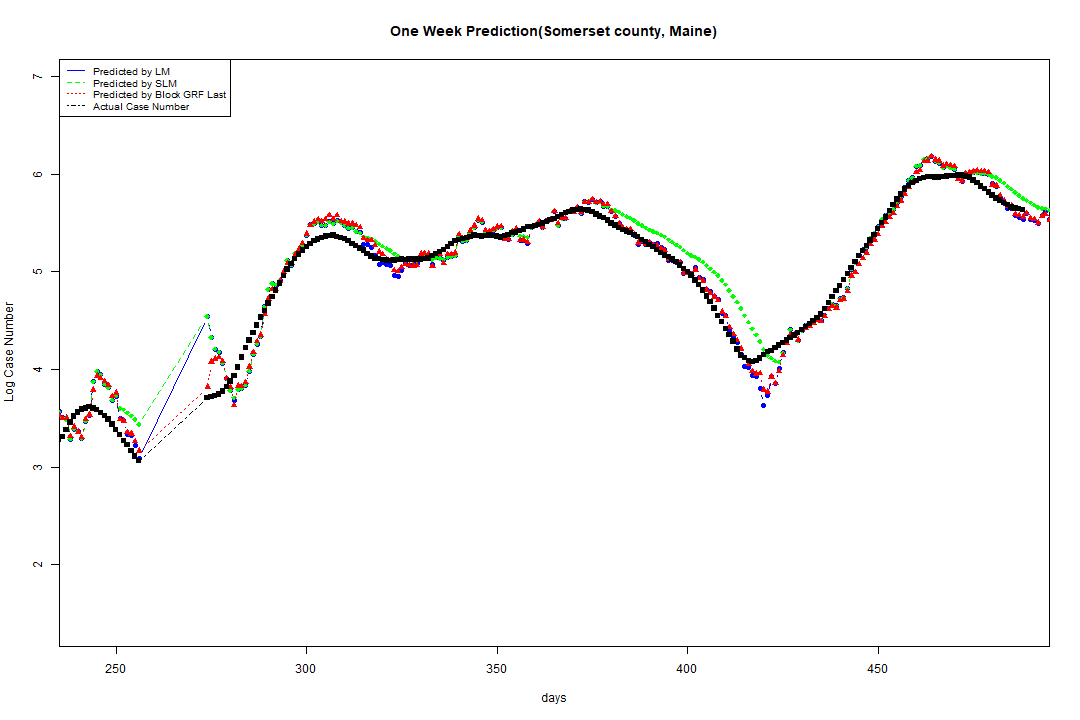 One Week Prediction(Somerset county, Maine)
Predicted by LM
Predicted by SLM
Predicted by Block GRF Last
Actual Case Number
7
6
5
4
3
2
Log Case Number
250 300 350 400 450
days